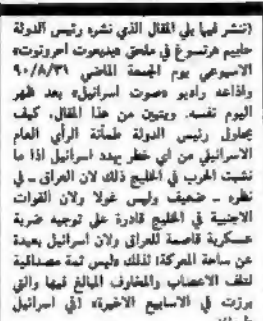 (ننشر فيما يلي المقال الذي نشره رئيس الدولة
حاييم هرتسوغ في ملحق «يديعوت احرونوت»
الاسبوعي يوم الجمعة الماضي ٩٠/٨/٣١
واذاعه راديو «صوت اسرائيل» بعد ظهر
اليوم نفسه. ويتبين من هذا المقال، كيف
يحاول رئيس الدولة طمأنة الرأي العام
الاسرائيلي من اي خطر يهدد اسرائيل اذا ما
نشبت الحرب في الخليج ذلك لان العراق ـ في
نظره ـ ضعيف وليس غولا ولان القوات
الاجنبية في الخليج قادرة على توجيه ضربة
عسكرية قاصمة للعراق ولان اسرائيل بعيدة
عن ساحة المعركة: لذلك «ليس ثمة مصداقية
لتلف الاعصاب والمخاوف المبالغ فيها والتي
برزت في الاسابيع الاخيرة» (في اسرائيل